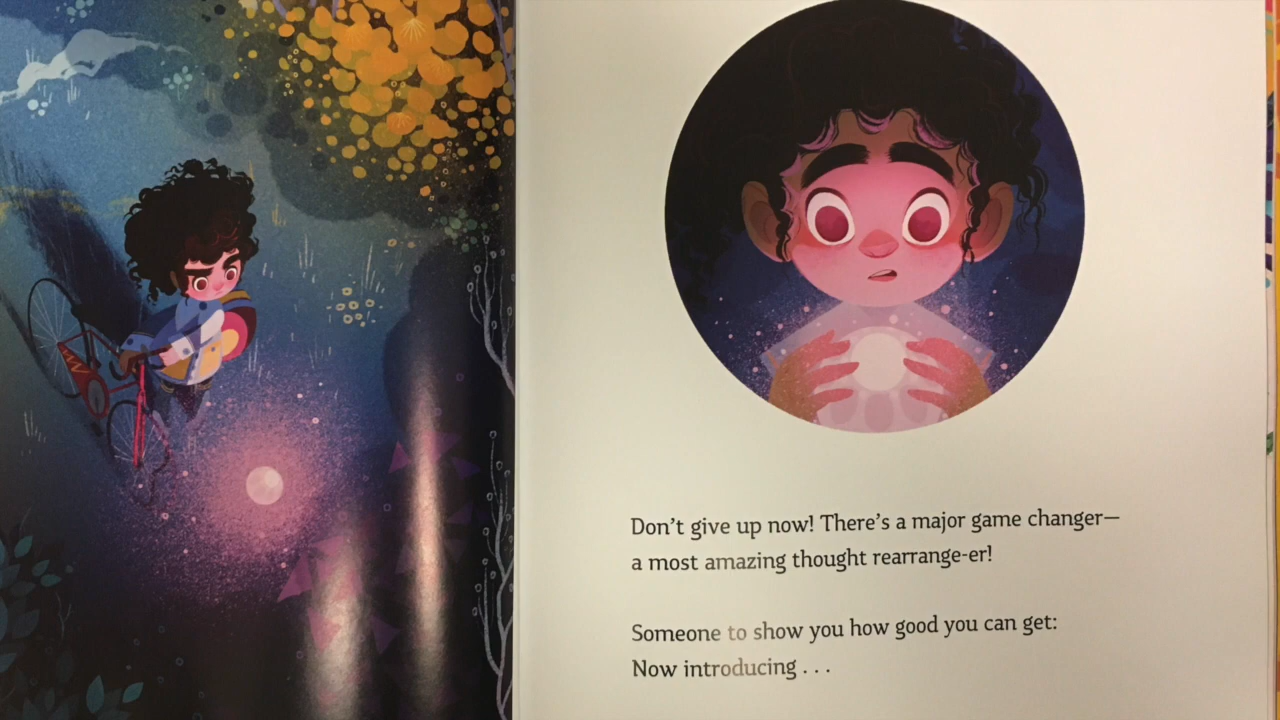 Don't give up now! There's a major game changer—
a most amazing thought rearrange-er!
Someone to show you how good you can get:
Now introducing . . .